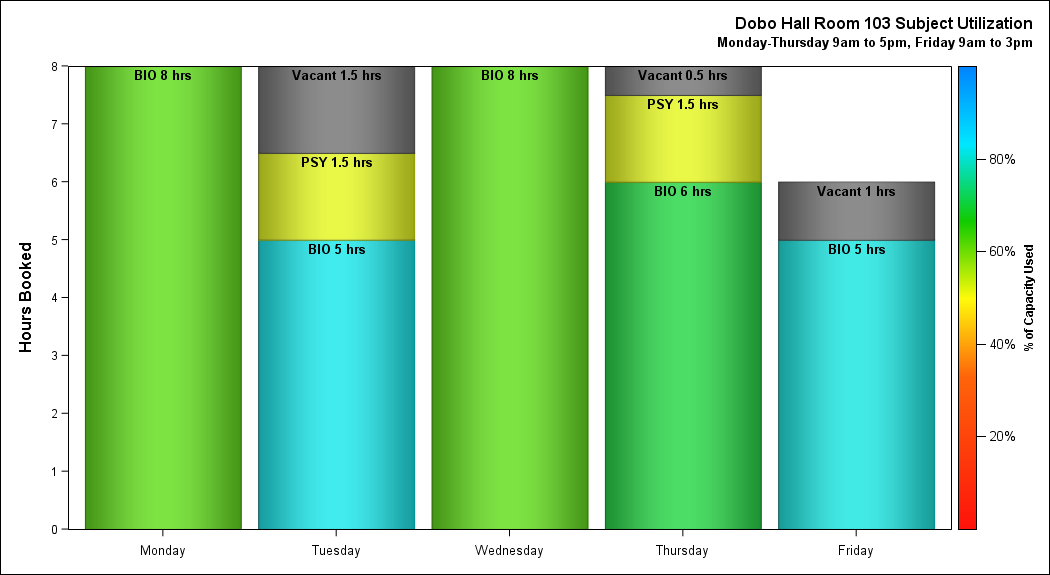 Dobo Hall Room 103 Subject Utilization
Monday-Thursday 9am to 5pm, Friday 9am to 3pm
Hours Booked
8
7
6
5
4
3
2
1
0
BIO 8 hrs
Vacant 1.5 hrs
PSY 1.5 hrs
BIO 5 hrs
BIO 8 hrs
Vacant 0.5 hrs
PSY 1.5 hrs
BIO 6 hrs
Vacant 1 hrs
BIO 5 hrs
Monday
Tuesday
Wednesday
Thursday
Friday
80%
60%
40%
20%
% of Capacity Used